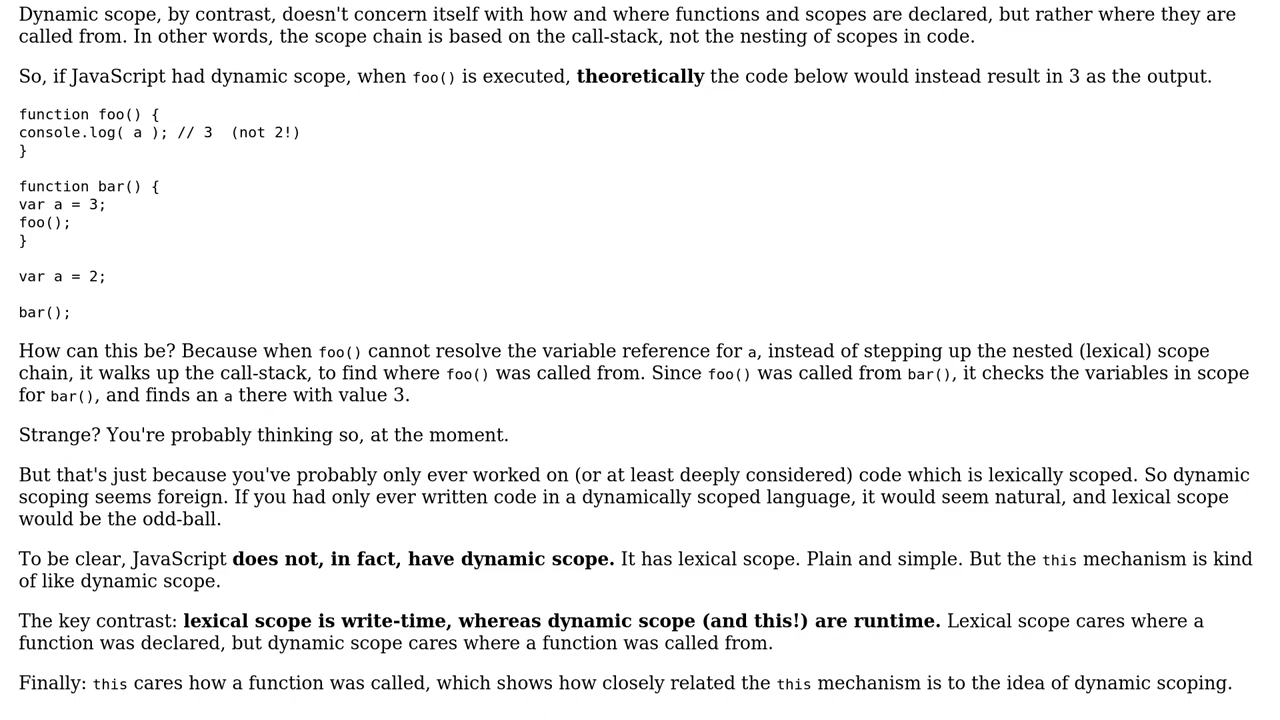 Dynamic scope, by contrast, doesn't concern itself with how and where functions and scopes are declared, but rather where they are
called from. In other words, the scope chain is based on the call-stack, not the nesting of scopes in code.
So, if JavaScript had dynamic scope, when foo() is executed, theoretically the code below would instead result in 3 as the output.
function foo() {
console.log( a ); // 3  (not 2!)
}
function bar() {
var a = 3;
foo();
}
var a = 2;
bar();
How can this be? Because when foo() cannot resolve the variable reference for a, instead of stepping up the nested (lexical) scope
chain, it walks up the call-stack, to find where foo() was called from. Since foo() was called from bar(), it checks the variables in scope
for bar(), and finds an a there with value 3.
Strange? You're probably thinking so, at the moment.
But that's just because you've probably only ever worked on (or at least deeply considered) code which is lexically scoped. So dynamic
scoping seems foreign. If you had only ever written code in a dynamically scoped language, it would seem natural, and lexical scope
would be the odd-ball.
To be clear, JavaScript does not, in fact, have dynamic scope. It has lexical scope. Plain and simple. But the this mechanism is kind
of like dynamic scope.
The key contrast: lexical scope is write-time, whereas dynamic scope (and this!) are runtime. Lexical scope cares where a
function was declared, but dynamic scope cares where a function was called from.
Finally: this cares how a function was called, which shows how closely related the this mechanism is to the idea of dynamic scoping.